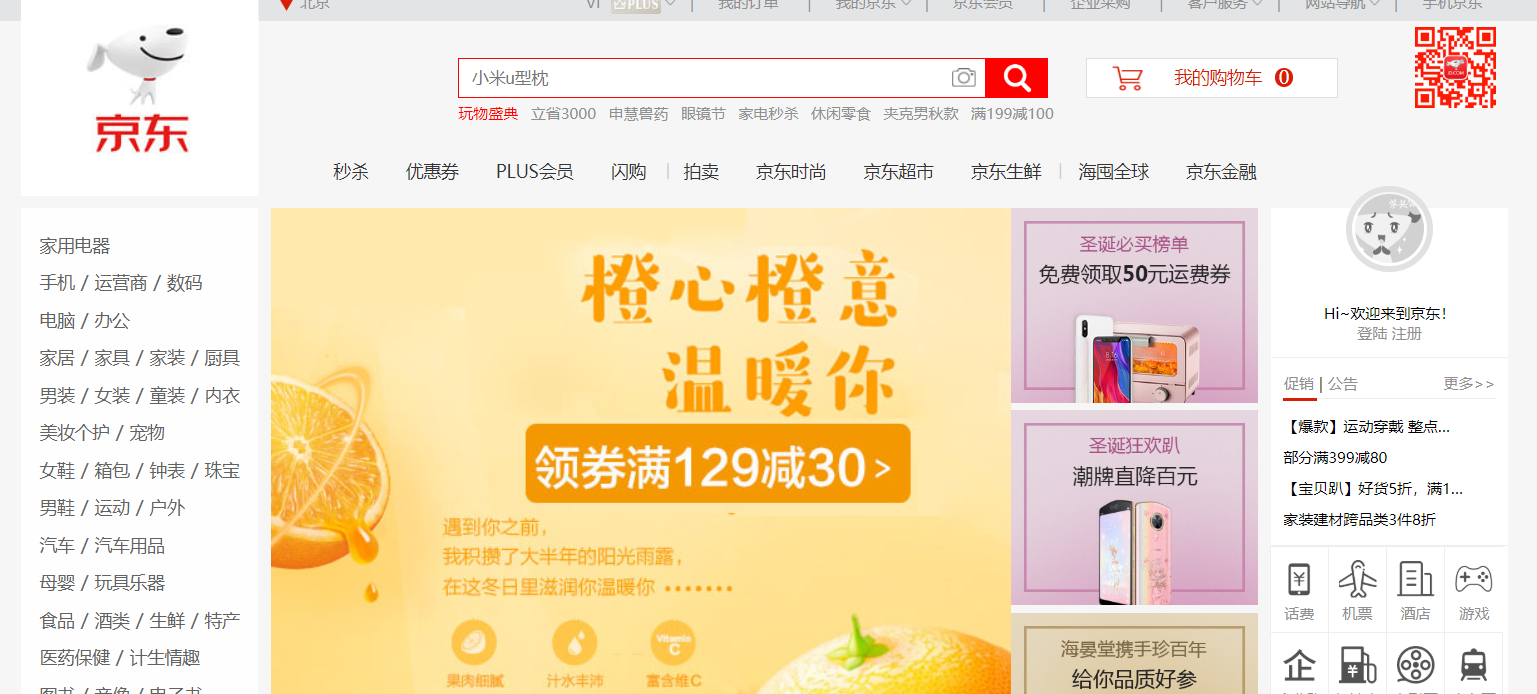 北京
PLUS
我的订单
我的京东
京东会员
企业采购
客户服务
网站导航
手机京东
京东
小米u型枕
我的购物车 0
玩物盛典 立省3000 申慧兽药 眼镜节 家电秒杀 休闲零食 夹克男秋款 满199减100
秒杀 优惠券 PLUS会员 闪购 拍卖 京东时尚 京东超市 京东生鲜 海囤全球 京东金融
家用电器
手机 / 运营商 / 数码
电脑 / 办公
家居 / 家具 / 家装 / 厨具
男装 / 女装 / 童装 / 内衣
美妆个护 / 宠物
女鞋 / 箱包 / 钟表 / 珠宝
男鞋 / 运动 / 户外
汽车 / 汽车用品
母婴 / 玩具乐器
食品 / 酒类 / 生鲜 / 特产
医药保健 / 计生情趣
图书 / 音像 / 电子书
橙心橙意
温暖你
领券满129减30 >
遇到你之前，
我积攒了大半年的阳光雨露，
在这冬日里滋润你温暖你 ·······
Vitamin
C
果肉细腻 汁水丰沛 富含维C
圣诞必买榜单
免费领取50元运费券
圣诞狂欢趴
潮牌直降百元
海晏堂携手珍百年
给你品质好参
Hi~欢迎来到京东！
登陆 注册
促销 | 公告 更多>>
【爆款】运动穿戴 整点...
部分满399减80
【宝贝趴】好货5折，满1...
家装建材跨品类3件8折
话费 机票 酒店 游戏